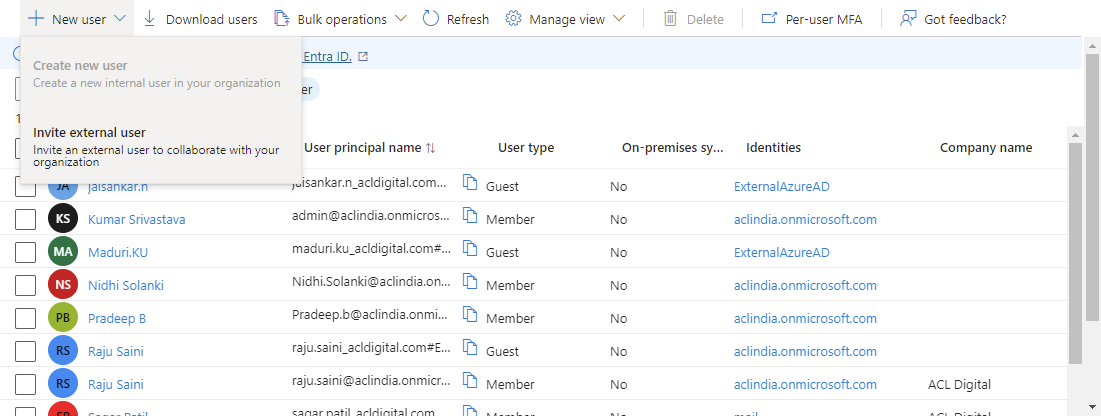 New user Download users Bulk operations Refresh Manage view Delete Per-user MFA Got feedback?
Create new user
Create a new internal user in your organization
Entra ID.
er
Invite external user
Invite an external user to collaborate with your
organization
User principal name User type On-premises sy... Identities Company name
JA Jaisankar.n jaisankar.n_acldigital.com... Guest No ExternalAzureAD
KS Kumar Srivastava admin@aclindia.onmicros... Member No aclindia.onmicrosoft.com
MA Maduri.KU maduri.ku_acldigital.com#... Guest No ExternalAzureAD
NS Nidhi Solanki Nidhi.Solanki@aclindia.on... Member No aclindia.onmicrosoft.com
PB Pradeep B Pradeep.b@aclindia.onmi... Member No aclindia.onmicrosoft.com
RS Raju Saini raju.saini_acldigital.com#E... Guest No aclindia.onmicrosoft.com
RS Raju Saini raju.saini@aclindia.onmicr... Member No aclindia.onmicrosoft.com ACL Digital
SP Sagar Patil sagar.patil_acldigital.com... Member No mail ACL Digital